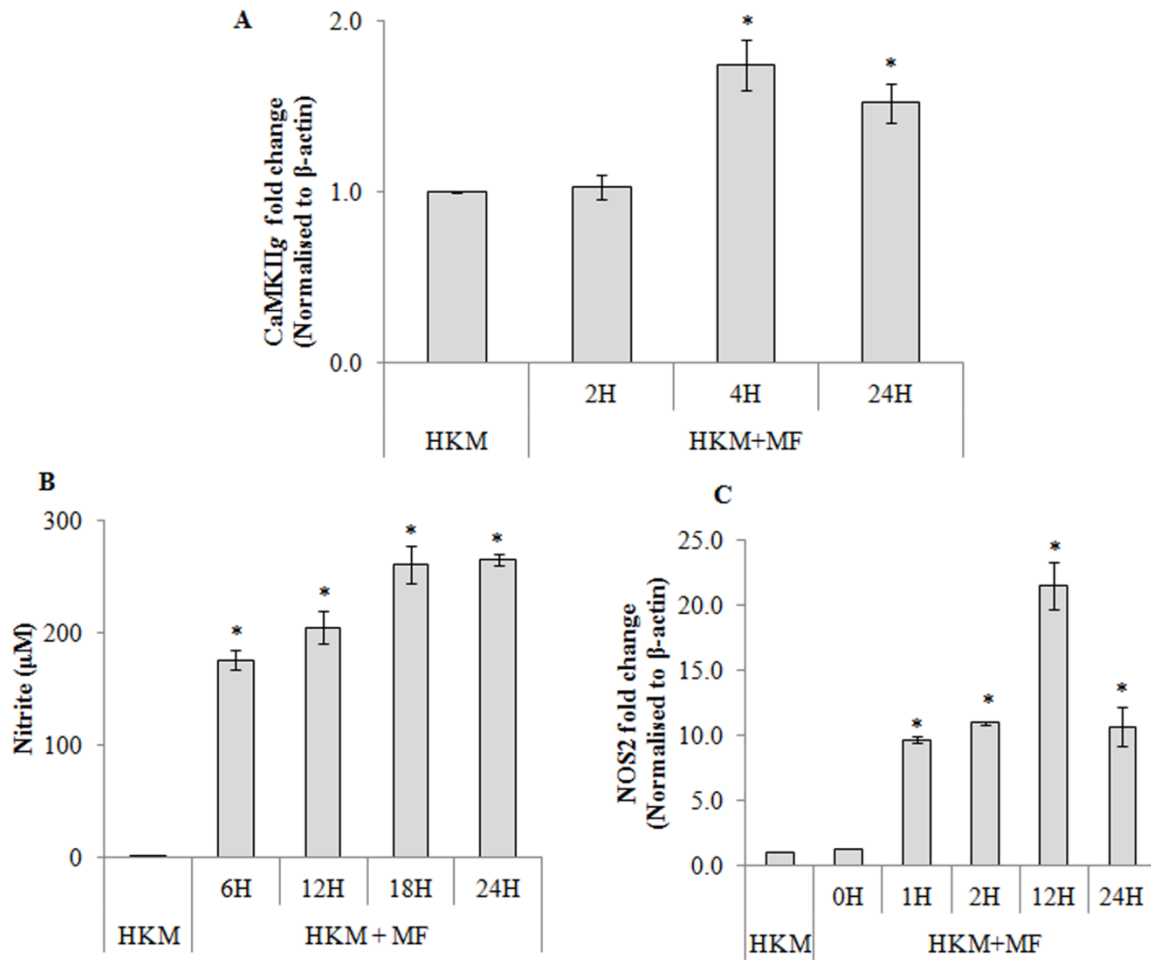 A
CaMKIIg fold change
(Normalised to β-actin)
2.0
1.0
0.0
*
*
2H
4H
24H
HKM
HKM+MF
B
Nitrite (µM)
300
200
100
0
*
*
*
*
6H
12H
18H
24H
HKM
HKM + MF
C
NOS2 fold change
(Normalised to β-actin)
25.0
20.0
15.0
10.0
5.0
0.0
*
*
*
*
0H
1H
2H
12H
24H
HKM
HKM+MF